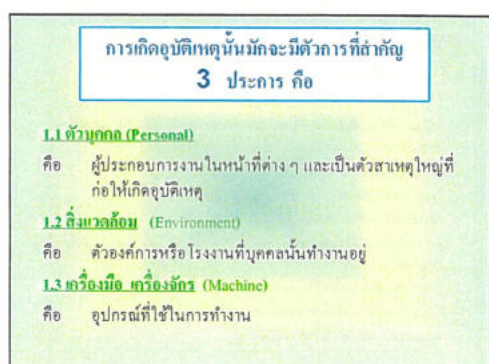 การเกิดอุบัติเหตุนั้นมักจะมีตัวการที่สำคัญ
3 ประการ คือ
1.1 ตัวบุคคล (Personal)
คือ ผู้ประกอบการงานในหน้าที่ต่าง ๆ และเป็นตัวสาเหตุใหญ่ที่
ก่อให้เกิดอุบัติเหตุ
1.2 สิ่งแวดล้อม (Environment)
คือ ตัวองค์การหรือโรงงานที่บุคคลนั้นทำงานอยู่
1.3 เครื่องมือ เครื่องจักร (Machine)
คือ อุปกรณ์ที่ใช้ในการทำงาน